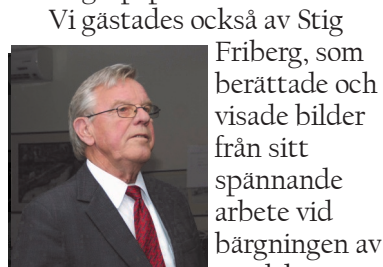 Vi gästades också av Stig
Friberg, som
berättade och
visade bilder
från sitt
spännande
arbete vid
bärgningen av